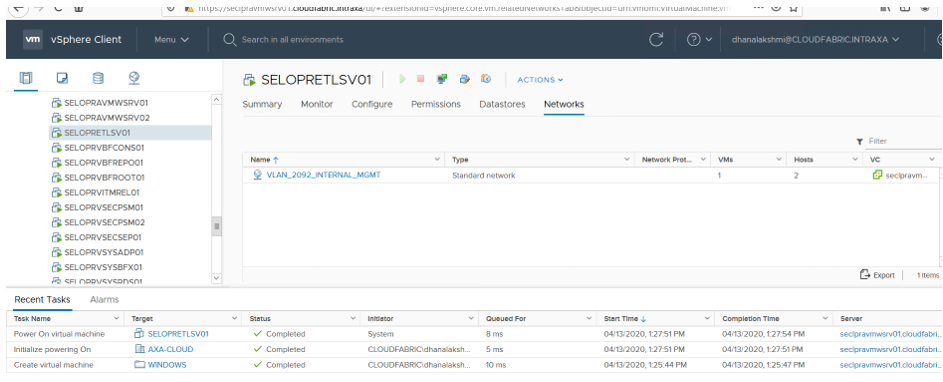 https://seclpravmwsrv01.cloudfabric.intraxa/ui/#?extensionId=vsphere.core.vm.relatedNetworksTab&objectId=urn:vmomi:VirtualMachine:vm
vm vSphere Client Menu Search in all environments dhanalakshmi@CLOUDFABRIC.INTRAXA
SELOPRETLSV01 ACTIONS
Summary Monitor Configure Permissions Datastores Networks
SELOPRAVMWSRV01
SELOPRAVMWSRV02
SELOPRETLSV01
SELOPRVBFCONS01
SELOPRVBFREPO01
SELOPRVBFROOT01
SELOPRVITMREL01
SELOPRVSECPSM01
SELOPRVSECPSM02
SELOPRVSECSEP01
SELOPRVSYSADP01
SELOPRVSYSBFX01
SELOPRVSYSRDS01
Filter
Name Type Network Prot... VMs Hosts VC
VLAN_2092_INTERNAL_MGMT Standard network 1 2 seclpravm...
Export 1 items
Recent Tasks Alarms
Task Name Target Status Initiator Queued For Start Time Completion Time Server
Power On virtual machine SELOPRETLSV01 Completed System 8 ms 04/13/2020, 1:27:51 PM 04/13/2020, 1:27:54 PM seclpravmwsrv01.cloudfabri...
Initialize powering On AXA-CLOUD Completed CLOUDFABRIC\dhanalaksh... 5 ms 04/13/2020, 1:27:51 PM 04/13/2020, 1:27:51 PM seclpravmwsrv01.cloudfabri...
Create virtual machine WINDOWS Completed CLOUDFABRIC\dhanalaksh... 10 ms 04/13/2020, 1:25:44 PM 04/13/2020, 1:25:47 PM seclpravmwsrv01.cloudfabri...